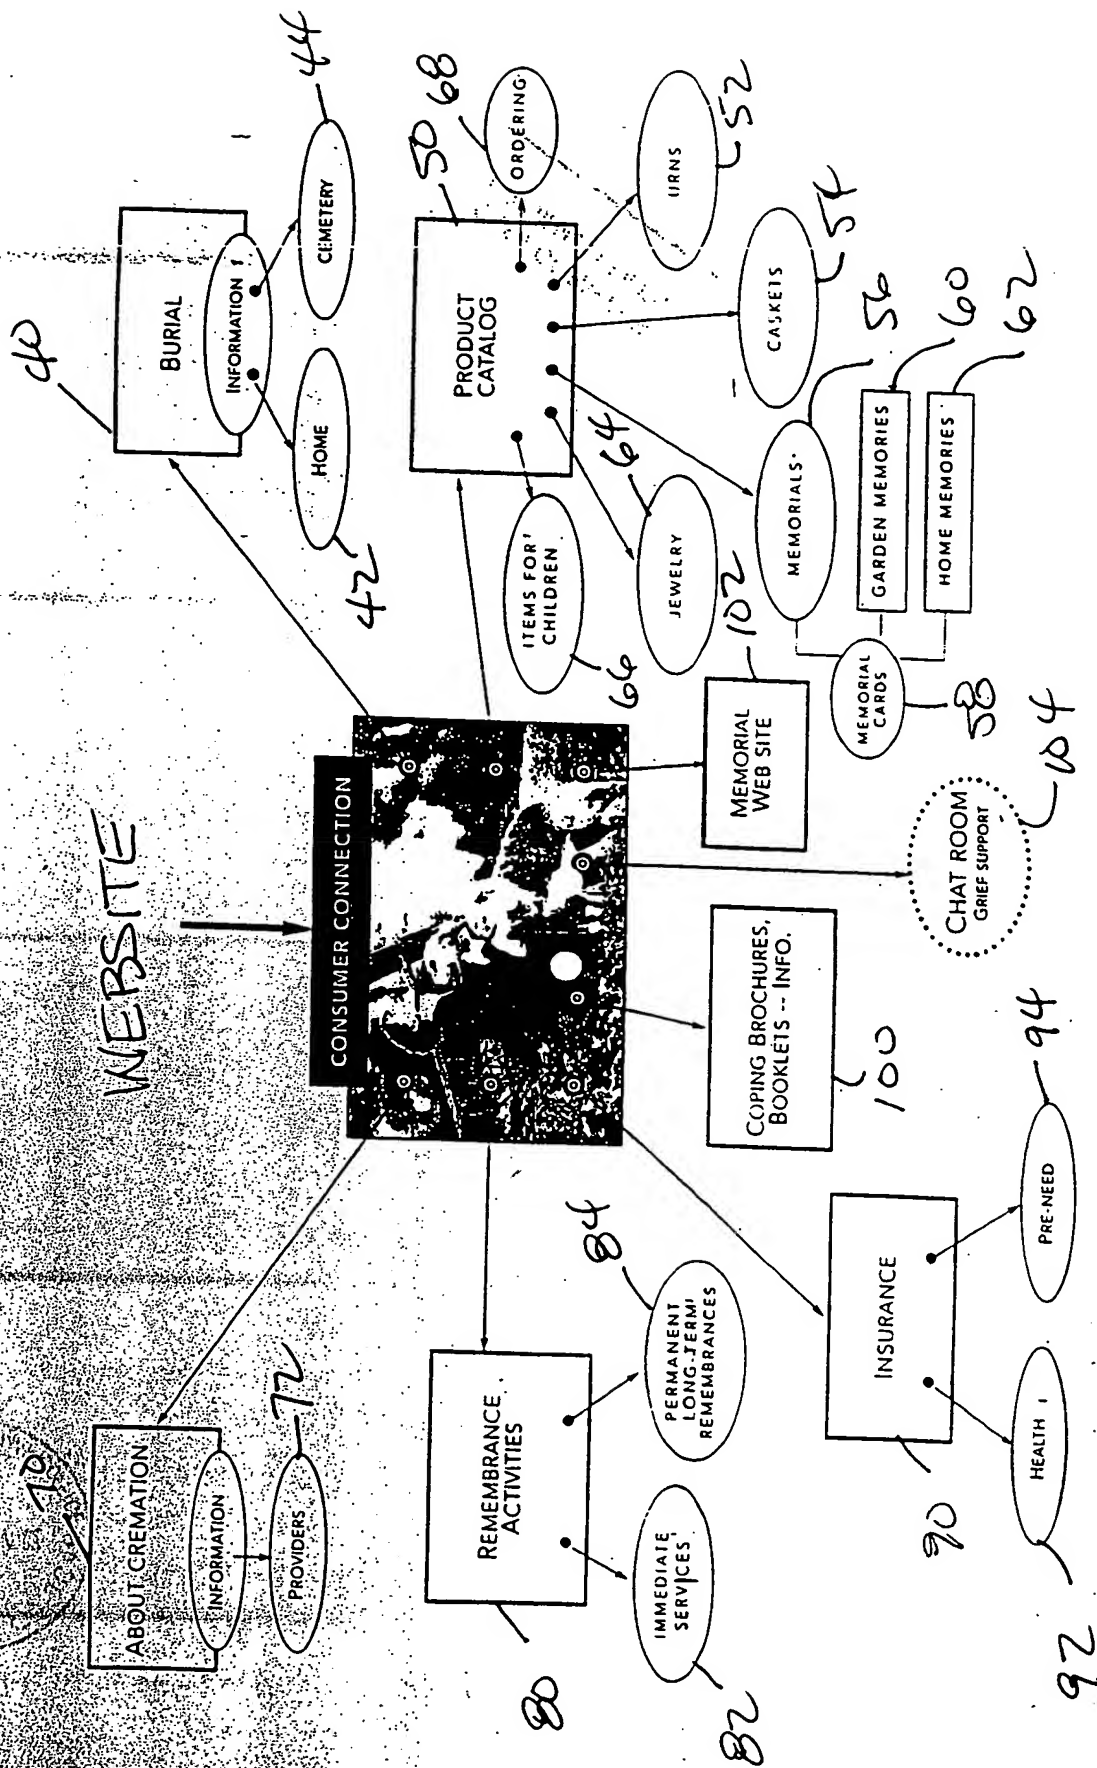 WEBSITE
CONSUMER CONNECTION
70
ABOUT CREMATION
INFORMATION
PROVIDERS
72
40
BURIAL
INFORMATION
HOME
42
CEMETERY
44
80
REMEMBRANCE
ACTIVITIES
IMMEDIATE
SERVICES
82
PERMANENT
LONG-TERM
REMEMBRANCES
84
50
PRODUCT
CATALOG
ORDERING
68
URNS
52
CASKETS
54
MEMORIALS
56
MEMORIAL
CARDS
58
GARDEN MEMORIES
60
HOME MEMORIES
62
JEWELRY
64
ITEMS FOR
CHILDREN
66
INSURANCE
90
HEALTH
92
PRE-NEED
94
COPING BROCHURES,
BOOKLETS -- INFO.
100
MEMORIAL
WEB SITE
102
CHAT ROOM
GRIEF SUPPORT
104